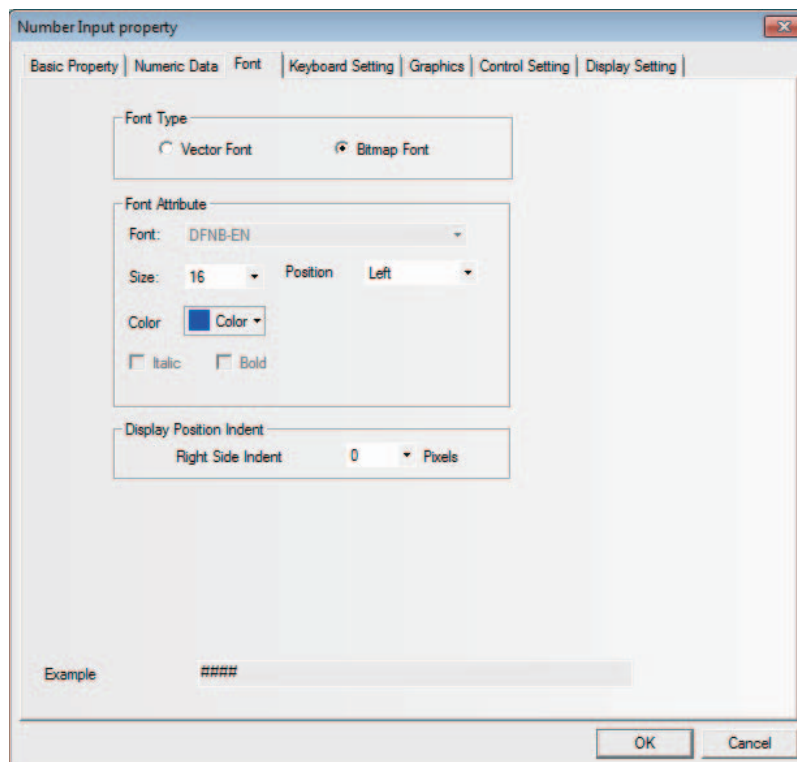 Number Input property
Basic Property Numeric Data Font Keyboard Setting Graphics Control Setting Display Setting
Font Type
Vector Font Bitmap Font
Font Attribute
Font: DFNB-EN
Size: 16 Position Left
Color Color
Italic Bold
Display Position Indent
Right Side Indent 0 Pixels
Example ####
OK Cancel